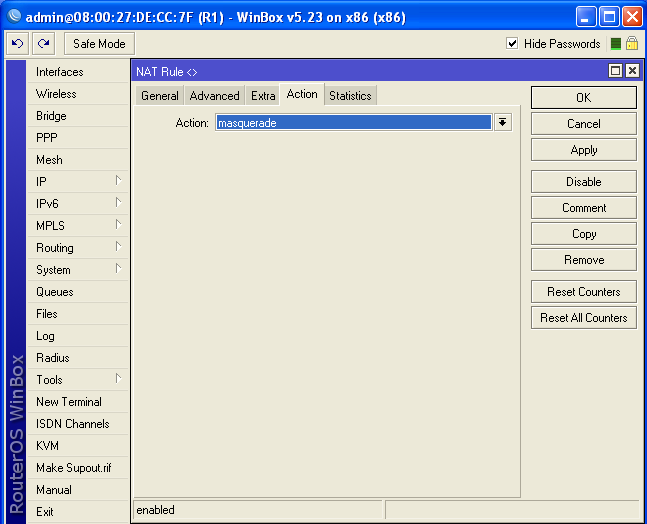 admin@08:00:27:DE:CC:7F (R1) - WinBox v5.23 on x86 (x86)
Safe Mode
Hide Passwords
RouterOS WinBox
Interfaces
Wireless
Bridge
PPP
Mesh
IP
IPv6
MPLS
Routing
System
Queues
Files
Log
Radius
Tools
New Terminal
ISDN Channels
KVM
Make Supout.rif
Manual
Exit
NAT Rule <>
General Advanced Extra Action Statistics
Action: masquerade
OK
Cancel
Apply
Disable
Comment
Copy
Remove
Reset Counters
Reset All Counters
enabled